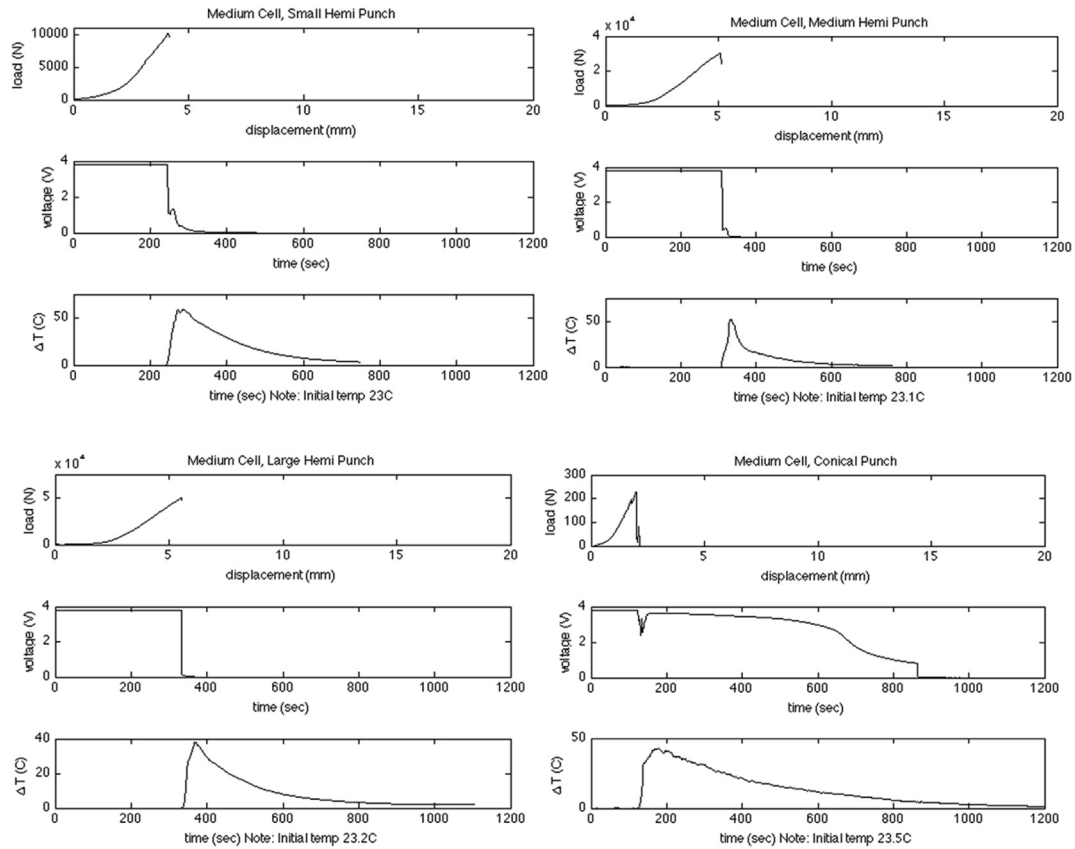 Medium Cell, Small Hemi Punch
10000
5000
0
load (N)
0 5 10 15 20
displacement (mm)
4
2
0
voltage (V)
0 200 400 600 800 1000 1200
time (sec)
50
0
Δ T (C)
0 200 400 600 800 1000 1200
time (sec) Note: Initial temp 23C
Medium Cell, Medium Hemi Punch
x 10⁴
4
2
0
load (N)
0 5 10 15 20
displacement (mm)
4
2
0
voltage (V)
0 200 400 600 800 1000 1200
time (sec)
50
0
Δ T (C)
0 200 400 600 800 1000 1200
time (sec) Note: Initial temp 23.1C
Medium Cell, Large Hemi Punch
x 10⁴
5
0
load (N)
0 5 10 15 20
displacement (mm)
4
2
0
voltage (V)
0 200 400 600 800 1000 1200
time (sec)
40
20
0
Δ T (C)
0 200 400 600 800 1000 1200
time (sec) Note: Initial temp 23.2C
Medium Cell, Conical Punch
300
200
100
0
load (N)
0 5 10 15 20
displacement (mm)
4
2
0
voltage (V)
0 200 400 600 800 1000 1200
time (sec)
50
0
Δ T (C)
0 200 400 600 800 1000 1200
time (sec) Note: Initial temp 23.5C